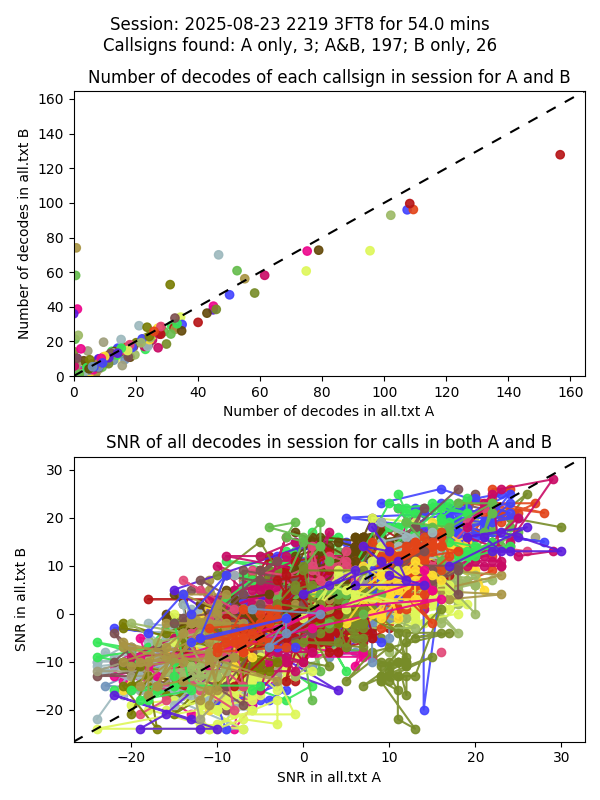 Session: 2025-08-23 2219 3FT8 for 54.0 mins
Callsigns found: A only, 3; A&B, 197; B only, 26
Number of decodes of each callsign in session for A and B
160
140
120
100
80
60
40
20
0
Number of decodes in all.txt B
0 20 40 60 80 100 120 140 160
Number of decodes in all.txt A
SNR of all decodes in session for calls in both A and B
30
20
10
0
−10
−20
SNR in all.txt B
−20 −10 0 10 20 30
SNR in all.txt A